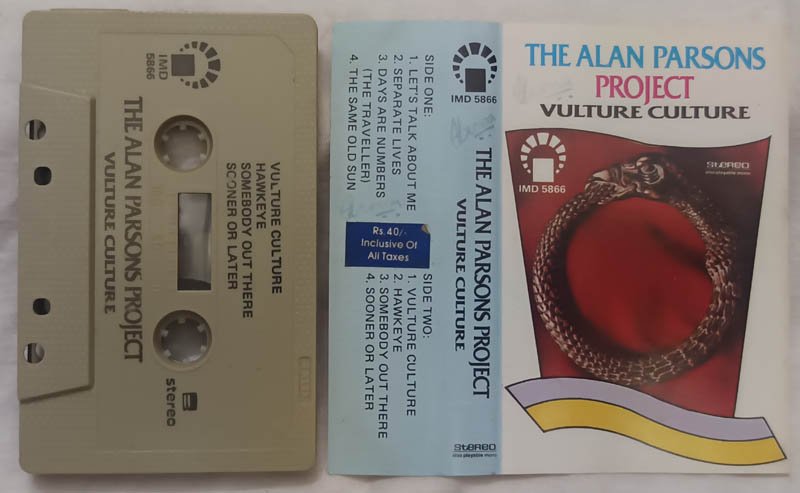 IMD
5866
THE ALAN PARSONS PROJECT
VULTURE CULTURE
VULTURE CULTURE
HAWKEYE
SOMEBODY OUT THERE
SOONER OR LATER
stereo
SIDE ONE:
1. LET'S TALK ABOUT ME
2. SEPARATE LIVES
3. DAYS ARE NUMBERS
(THE TRAVELLER)
4. THE SAME OLD SUN
Rs. 40/-
Inclusive Of
All Taxes
SIDE TWO:
1. VULTURE CULTURE
2. HAWKEYE
3. SOMEBODY OUT THERE
4. SOONER OR LATER
IMD 5866
THE ALAN PARSONS PROJECT
VULTURE CULTURE
STEREO
also playable mono
THE ALAN PARSONS
PROJECT
VULTURE CULTURE
IMD 5866
STEREO
also playable mono